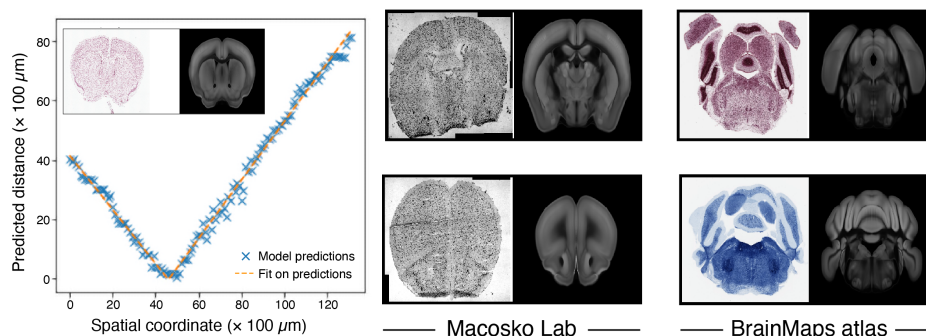 Predicted distance (× 100 µm)
80
60
40
20
0
Model predictions
Fit on predictions
0
20
40
60
80
100
120
Spatial coordinate (× 100 µm)
Macosko Lab
BrainMaps atlas